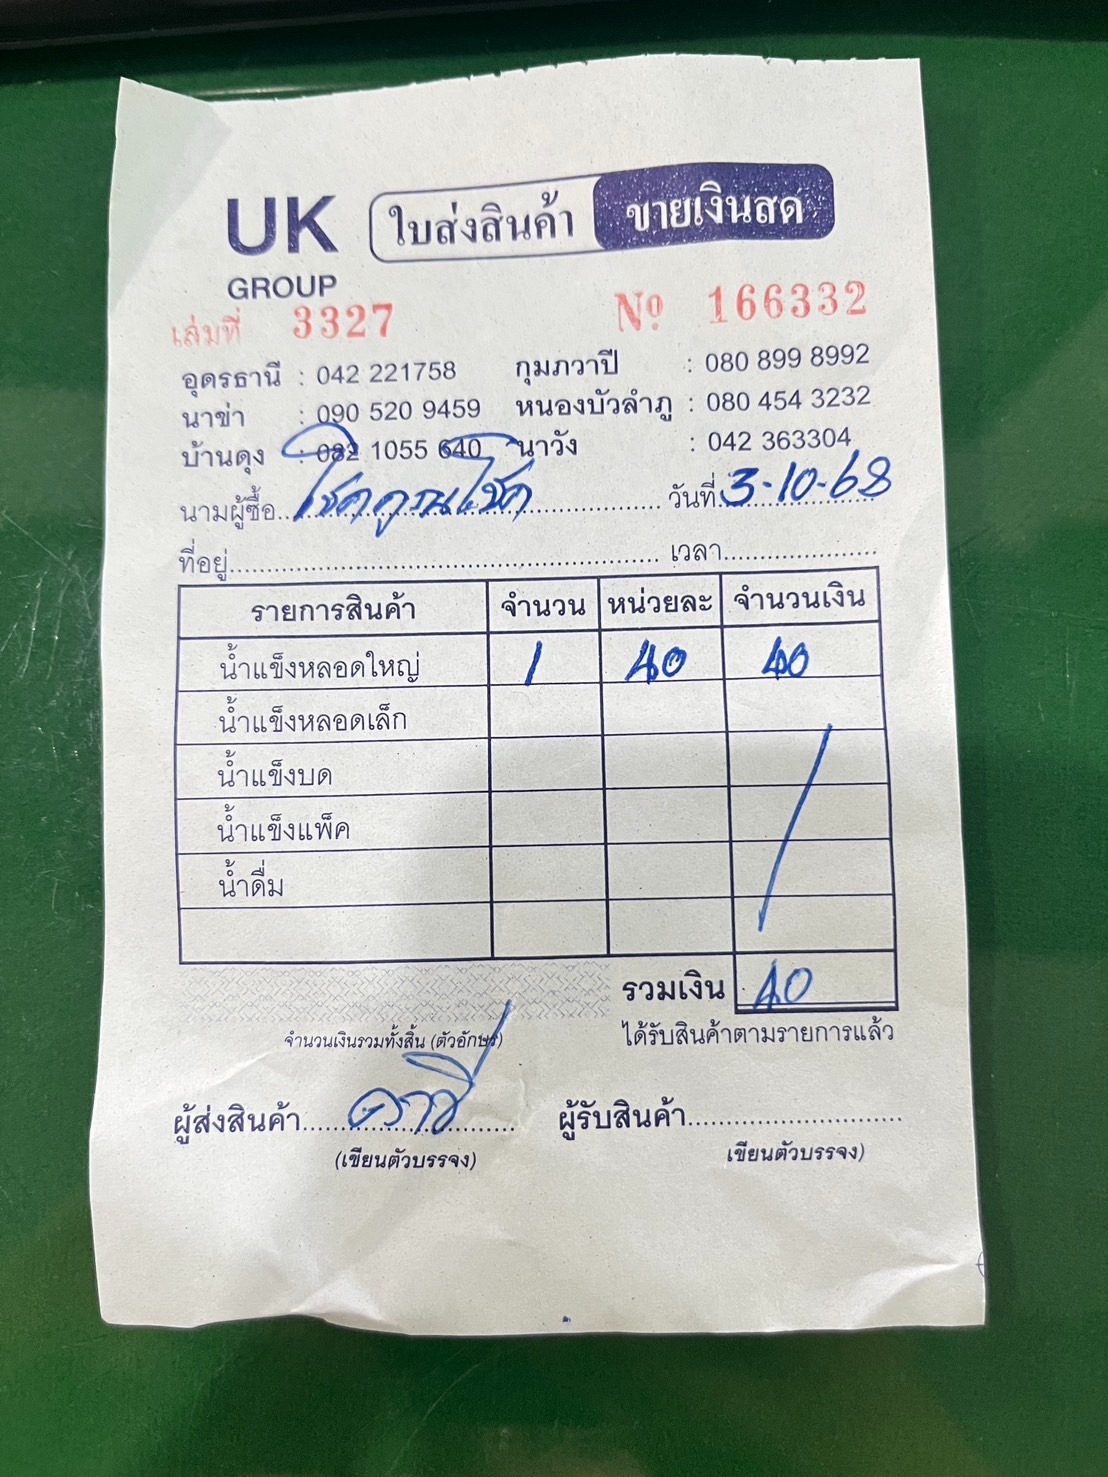 UK ใบส่งสินค้า ขายเงินสด
GROUP
เล่มที่ 3327 Nº 166332
อุดรธานี : 042 221758 กุมภวาปี : 080 899 8992
นาข่า : 090 520 9459 หนองบัวลำภู : 080 454 3232
บ้านดุง : 082 1055 640 นาวัง : 042 363304
นามผู้ซื้อ โชคคูณโชค วันที่ 3-10-68
ที่อยู่ เวลา
รายการสินค้า จำนวน หน่วยละ จำนวนเงิน
น้ำแข็งหลอดใหญ่ 1 40 40
น้ำแข็งหลอดเล็ก
น้ำแข็งบด
น้ำแข็งแพ็ค
น้ำดื่ม
รวมเงิน 40
จำนวนเงินรวมทั้งสิ้น (ตัวอักษร) ได้รับสินค้าตามรายการแล้ว
ผู้ส่งสินค้า ผู้รับสินค้า
(เขียนตัวบรรจง) เขียนตัวบรรจง)